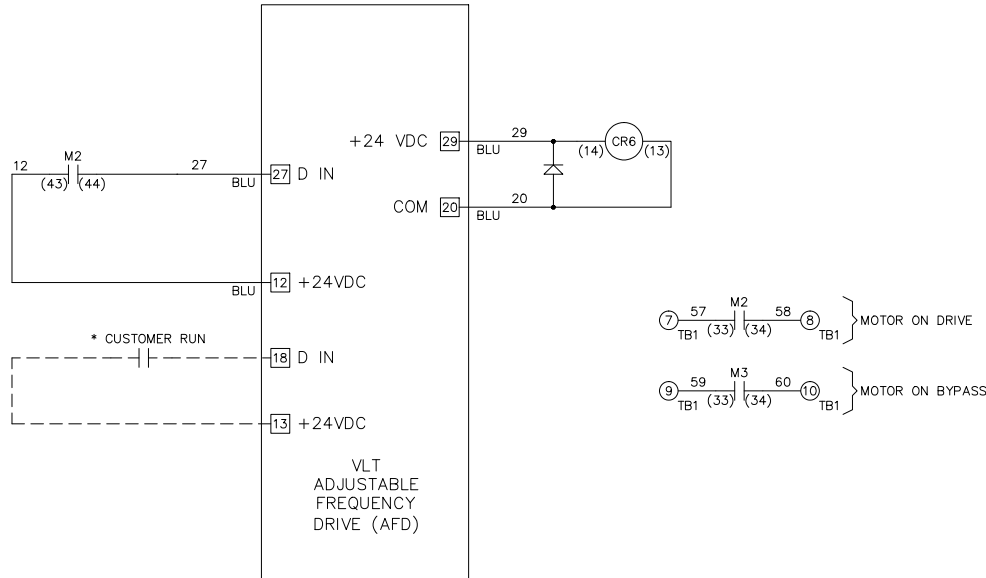 +24 VDC 29 29 BLU (14) CR6 (13)
12 M2 (43) (44) 27 BLU 27 D IN
COM 20 20 BLU
BLU 12 +24VDC
7 57 M2 58 8 MOTOR ON DRIVE
TB1 (33) (34) TB1
* CUSTOMER RUN
18 D IN
9 59 M3 60 10 MOTOR ON BYPASS
TB1 (33) (34) TB1
13 +24VDC
VLT
ADJUSTABLE
FREQUENCY
DRIVE (AFD)